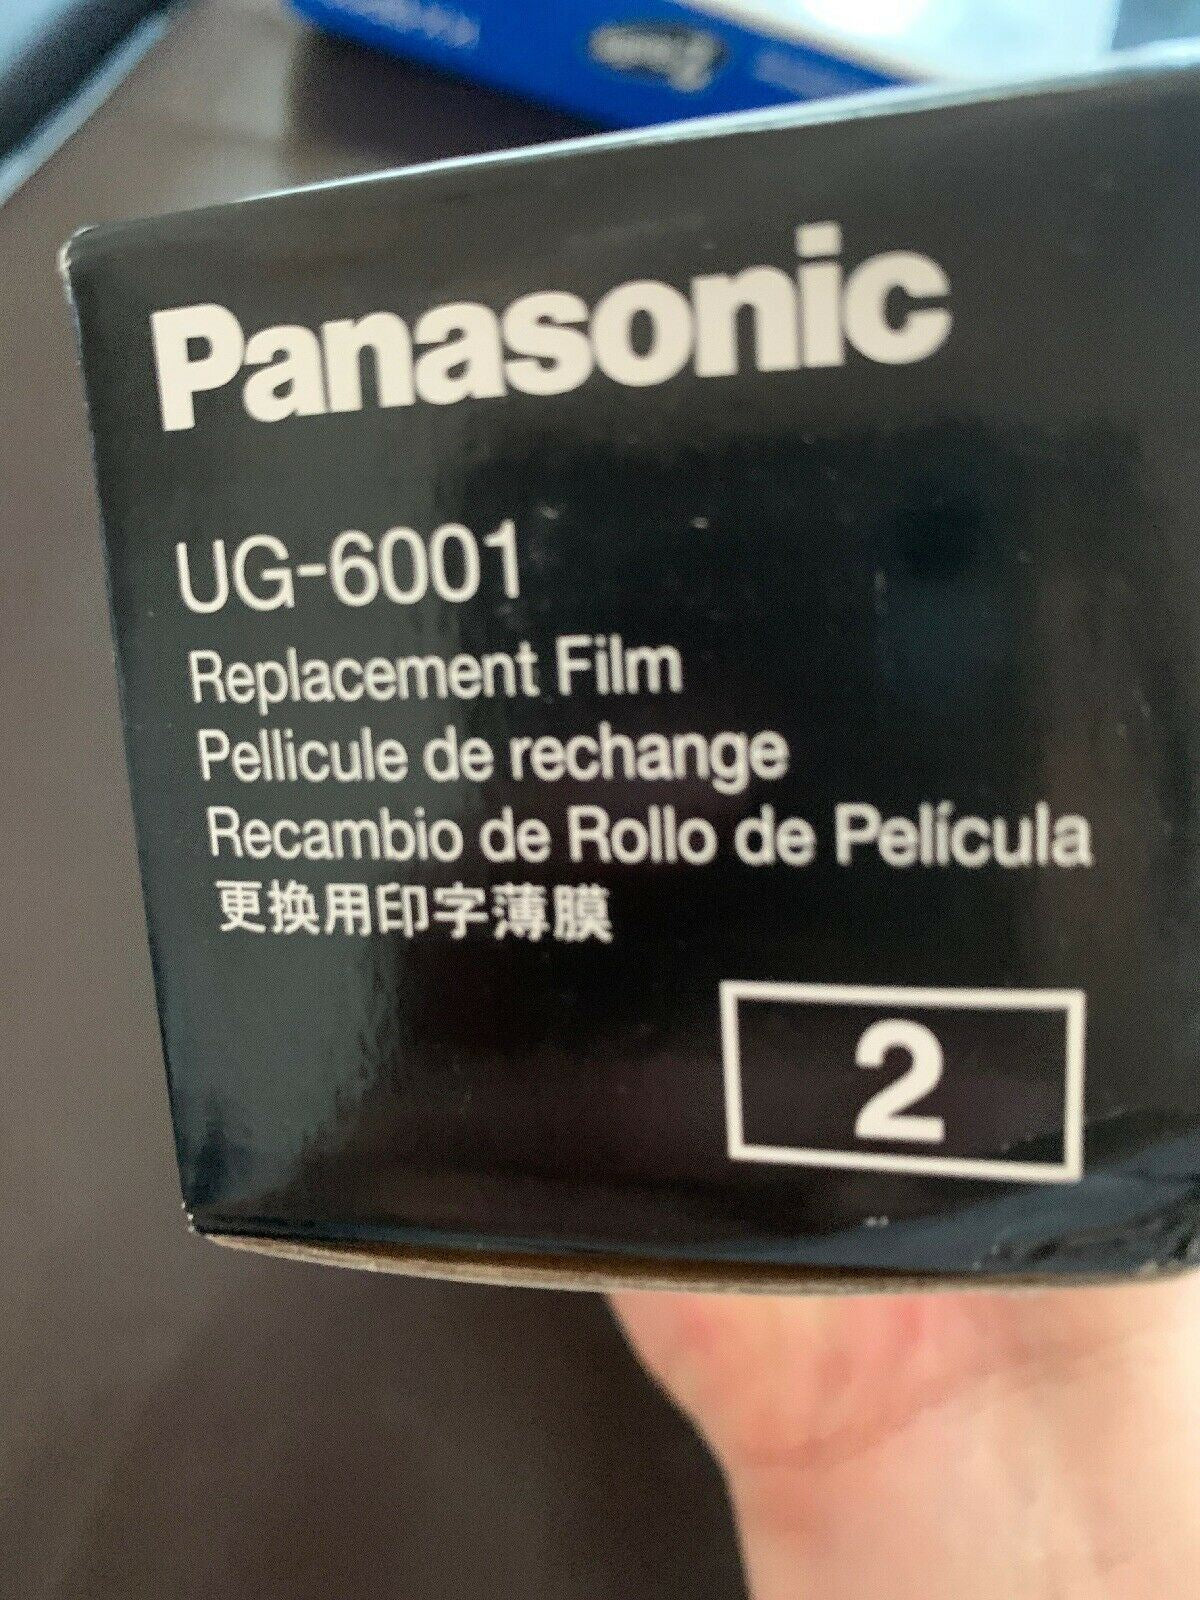 Panasonic
UG-6001
Replacement Film
Pellicule de rechange
Recambio de Rollo de Película
更换用印字薄膜
2